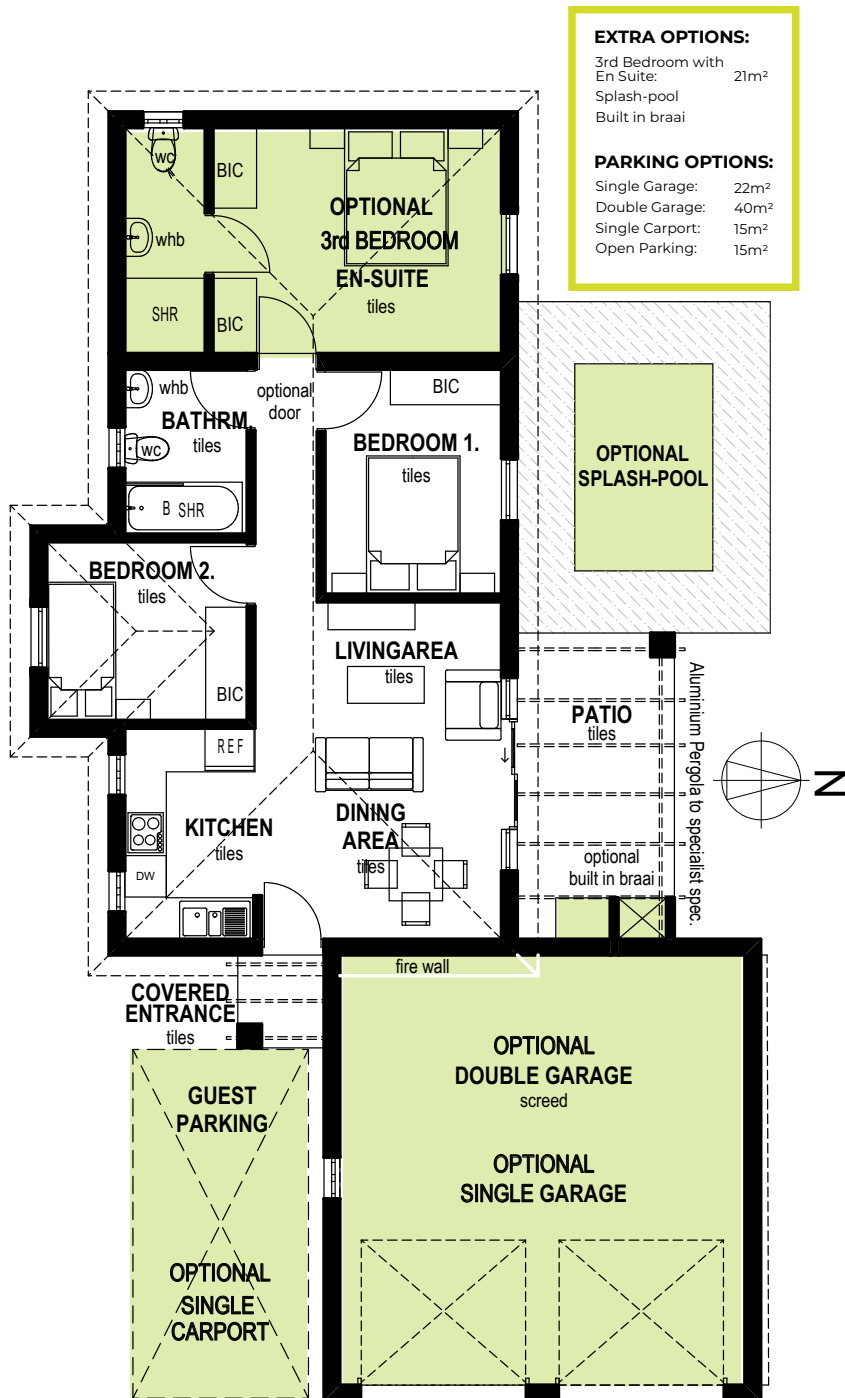 EXTRA OPTIONS:
3rd Bedroom with
En Suite: 21m²
Splash-pool
Built in braai
PARKING OPTIONS:
Single Garage: 22m²
Double Garage: 40m²
Single Carport: 15m²
Open Parking: 15m²
wc
BIC
whb
OPTIONAL
3rd BEDROOM
EN-SUITE
tiles
SHR
BIC
whb
BATHRM.
tiles
wc
B SHR
optional
door
BIC
BEDROOM 1.
tiles
OPTIONAL
SPLASH-POOL
BEDROOM 2.
tiles
BIC
LIVINGAREA
tiles
PATIO
tiles
Aluminium Pergola to specialist spec.
N
REF
KITCHEN
tiles
DW
DINING
AREA
tiles
optional
built in braai
fire wall
COVERED
ENTRANCE
tiles
GUEST
PARKING
OPTIONAL
SINGLE
CARPORT
OPTIONAL
DOUBLE GARAGE
screed
OPTIONAL
SINGLE GARAGE